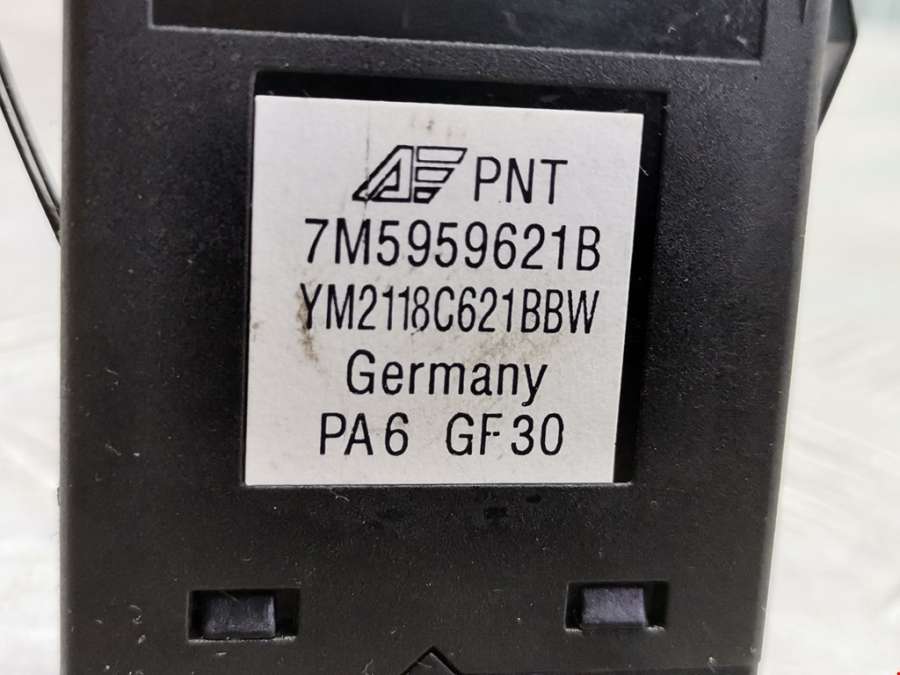 PNT
7M5959621B
YM2118C621BBW
Germany
PA6 GF30